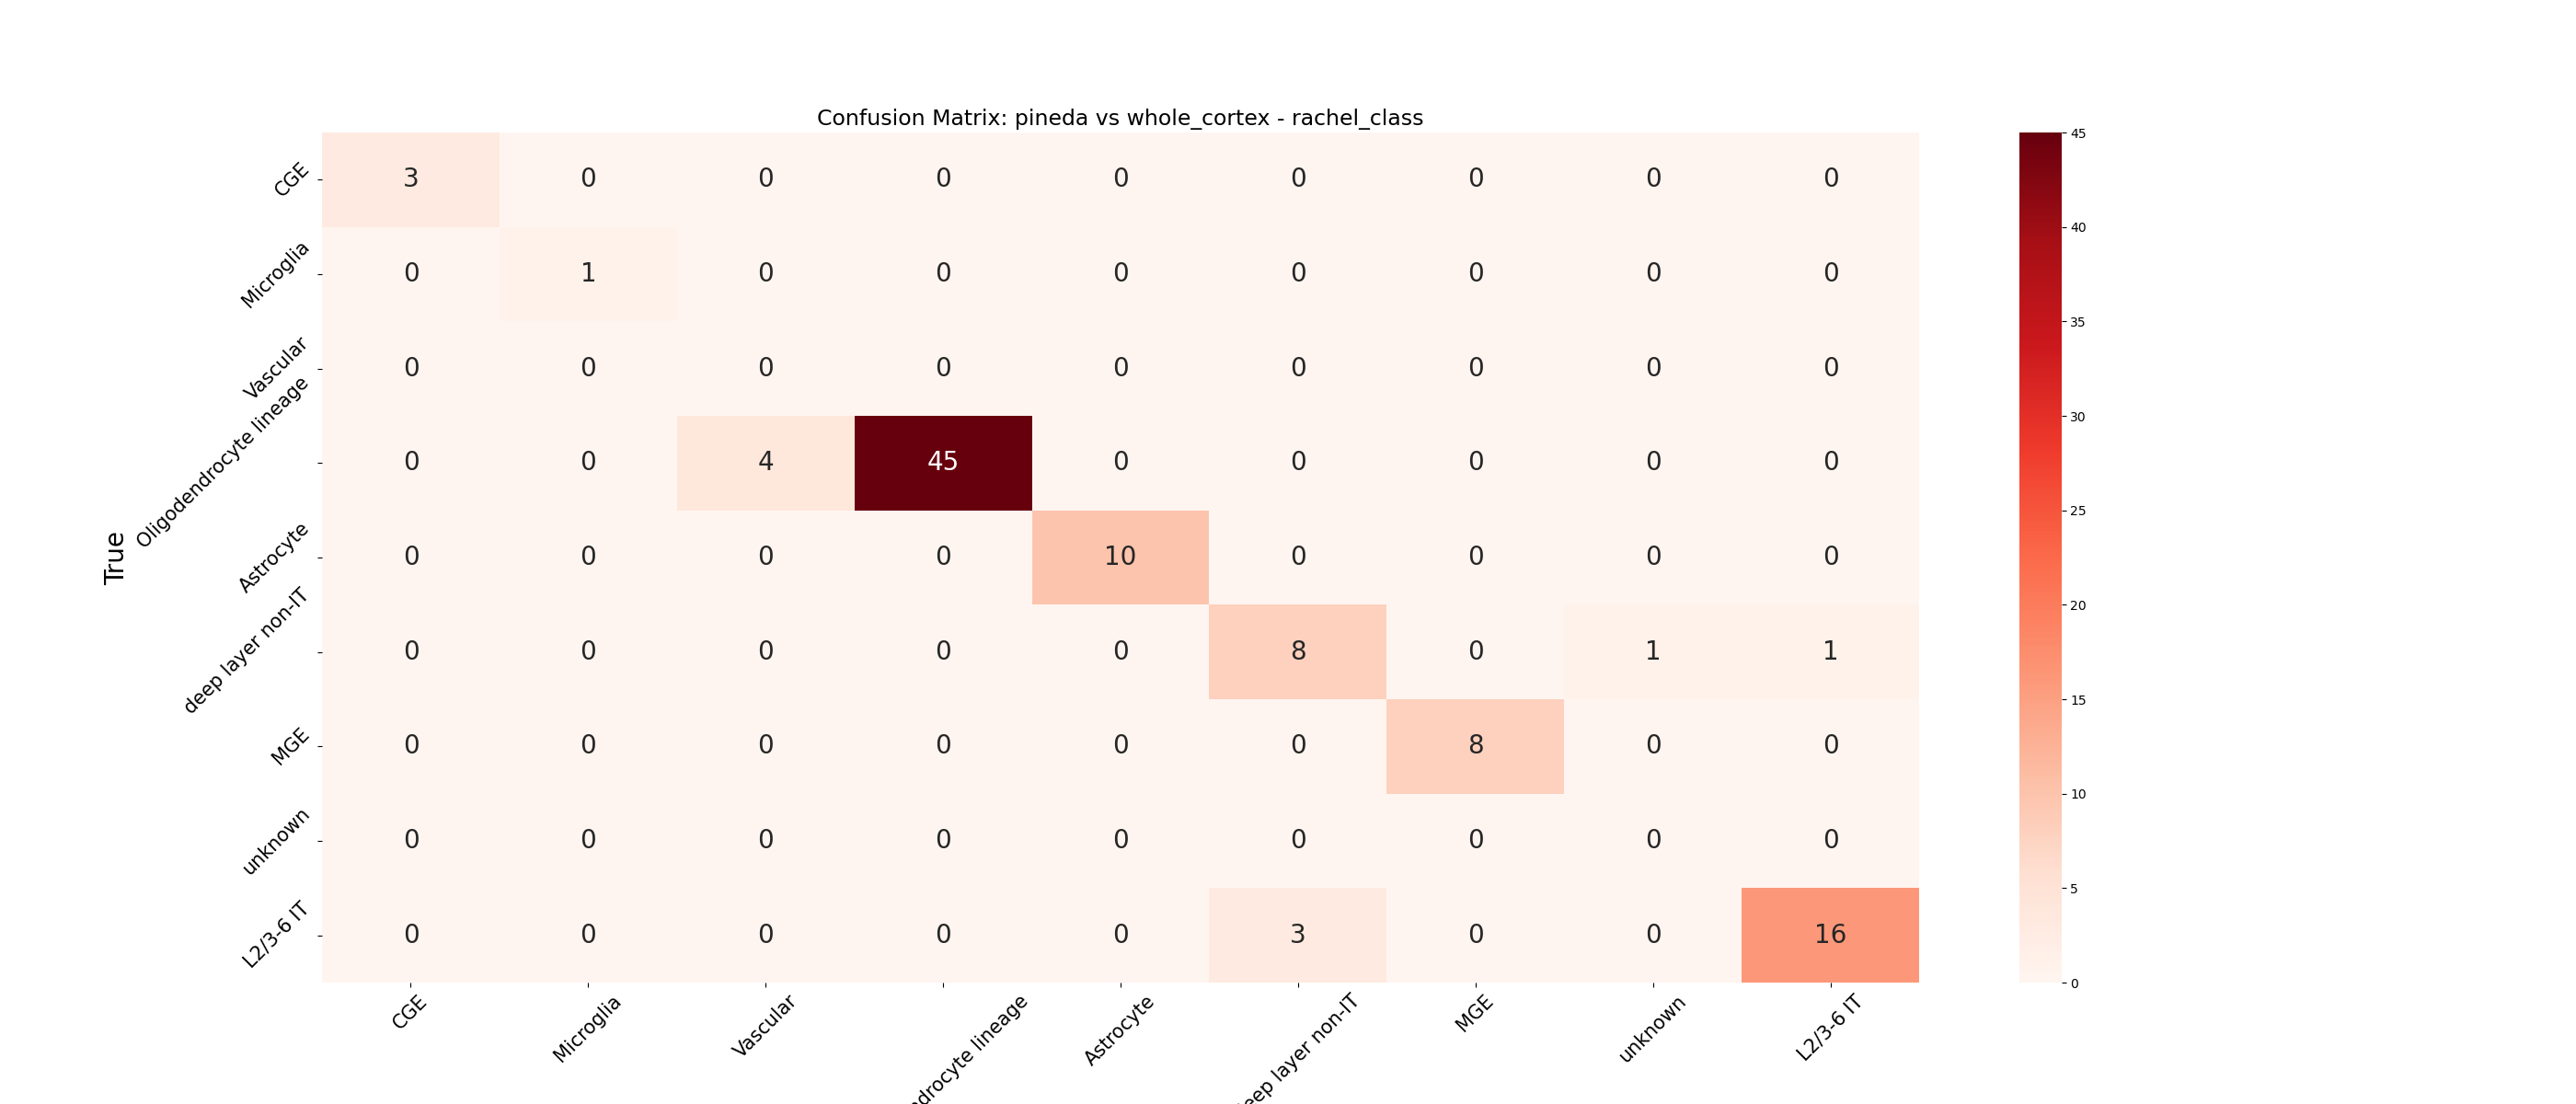 Confusion Matrix: pineda vs whole_cortex - rachel_class
True
CGE 3 0 0 0 0 0 0 0 0
Microglia 0 1 0 0 0 0 0 0 0
Vascular 0 0 0 0 0 0 0 0 0
Oligodendrocyte lineage 0 0 4 45 0 0 0 0 0
Astrocyte 0 0 0 0 10 0 0 0 0
deep layer non-IT 0 0 0 0 0 8 0 1 1
MGE 0 0 0 0 0 0 8 0 0
unknown 0 0 0 0 0 0 0 0 0
L2/3-6 IT 0 0 0 0 0 3 0 0 16
CGE Microglia Vascular ndrocyte lineage Astrocyte eep layer non-IT MGE unknown L2/3-6 IT
45
40
35
30
25
20
15
10
5
0